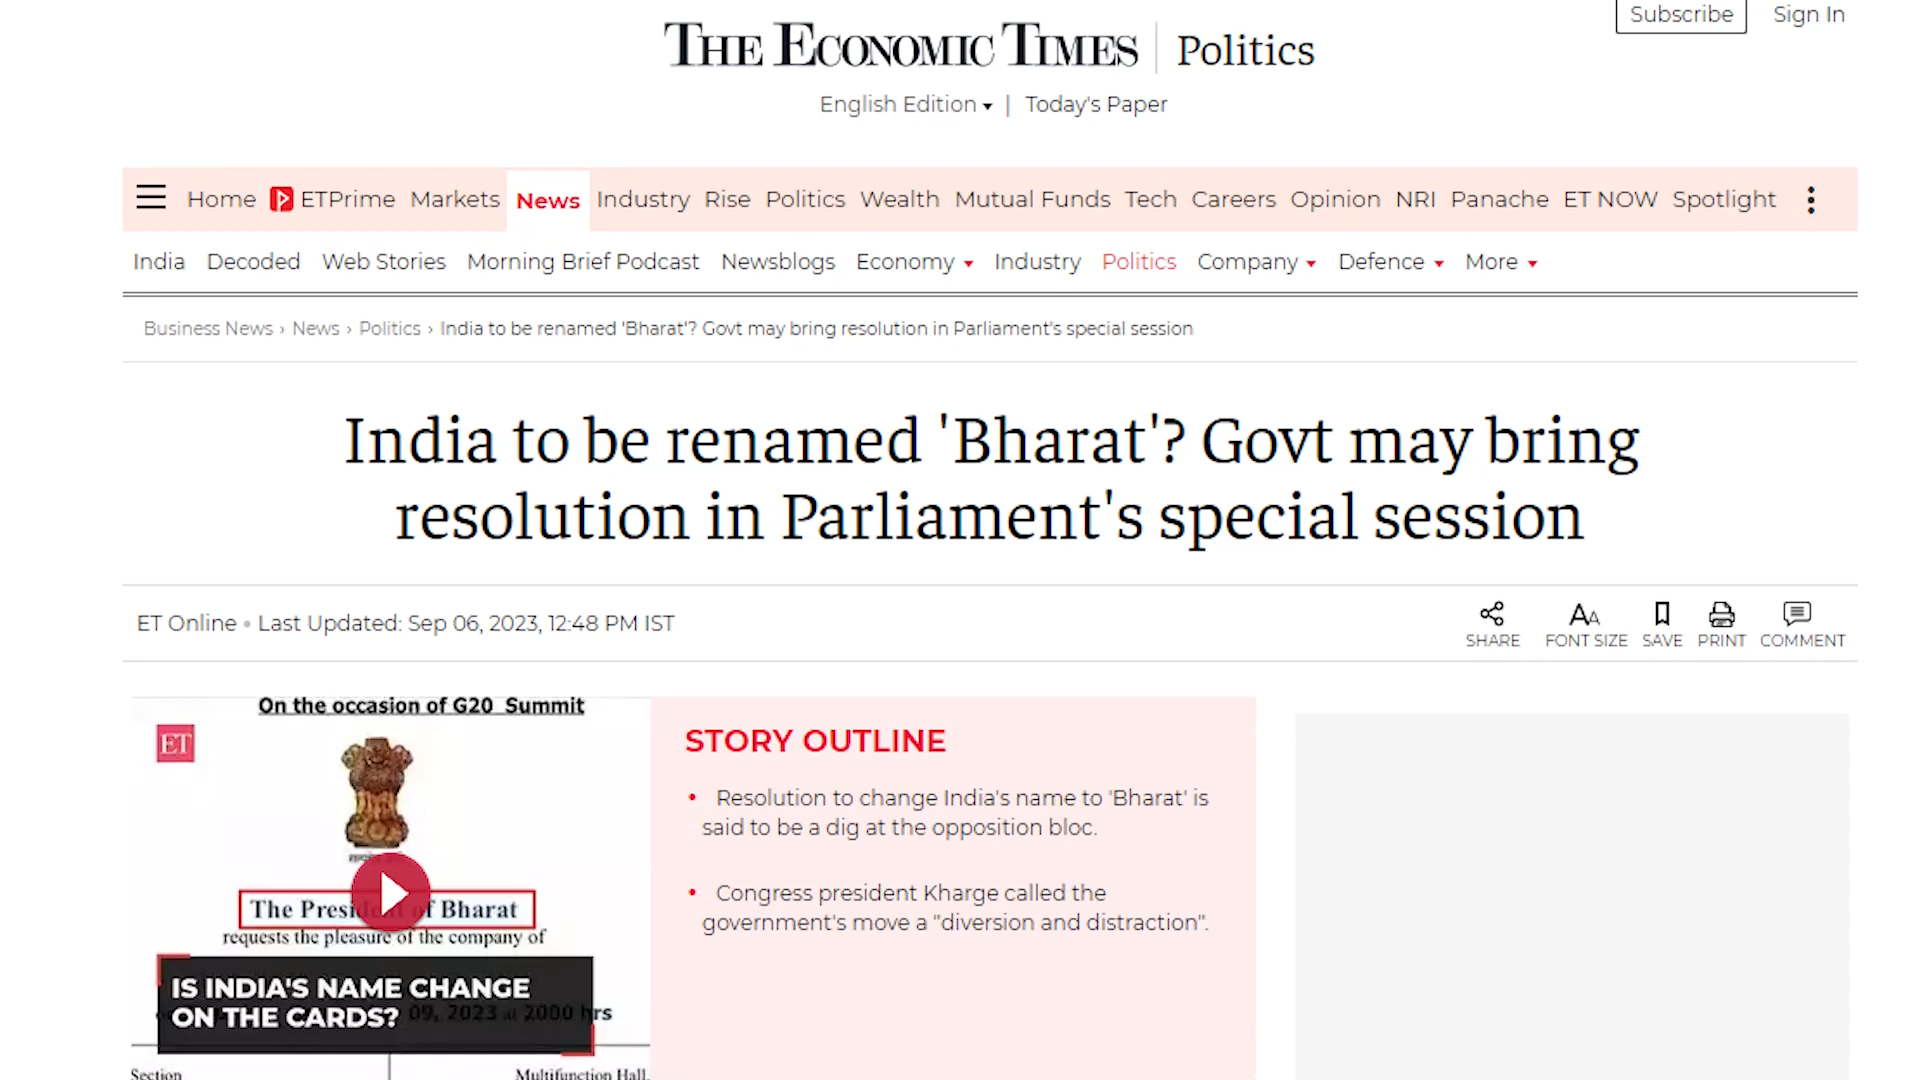 Subscribe Sign In
THE ECONOMIC TIMES Politics
English Edition | Today's Paper
Home ETPrime Markets News Industry Rise Politics Wealth Mutual Funds Tech Careers Opinion NRI Panache ET NOW Spotlight
India Decoded Web Stories Morning Brief Podcast Newsblogs Economy Industry Politics Company Defence More
Business News › News › Politics › India to be renamed 'Bharat'? Govt may bring resolution in Parliament's special session
India to be renamed 'Bharat'? Govt may bring
resolution in Parliament's special session
ET Online • Last Updated: Sep 06, 2023, 12:48 PM IST
SHARE FONT SIZE SAVE PRINT COMMENT
On the occasion of G20 Summit
ET
The President of Bharat
requests the pleasure of the company of
IS INDIA'S NAME CHANGE
ON THE CARDS?
09, 2023 at 2000 hrs
Section
Multifunction Hall,
STORY OUTLINE
• Resolution to change India's name to 'Bharat' is
said to be a dig at the opposition bloc.
• Congress president Kharge called the
government's move a "diversion and distraction".